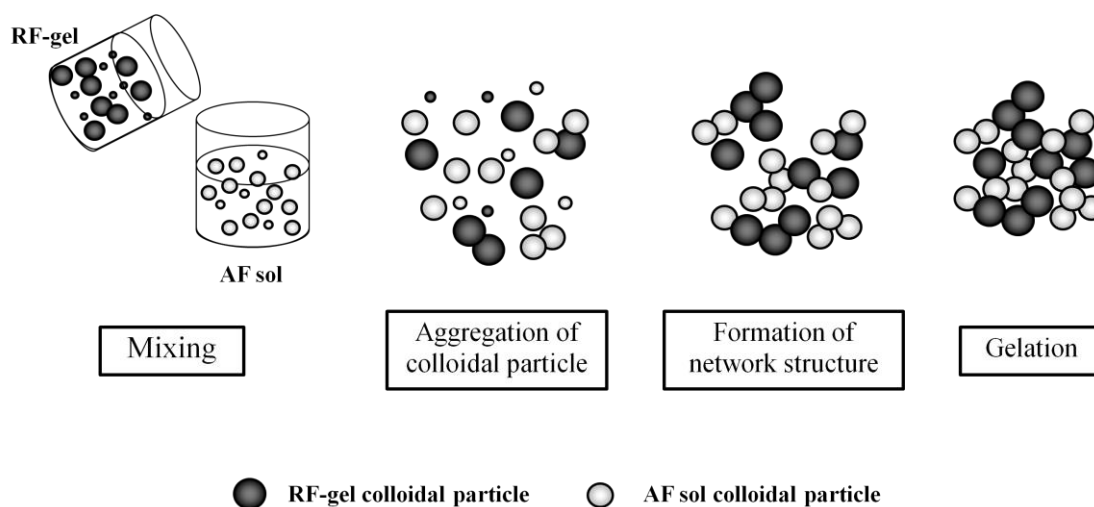 RF-gel
AF sol
Mixing
Aggregation of
colloidal particle
Formation of
network structure
Gelation
RF-gel colloidal particle
AF sol colloidal particle